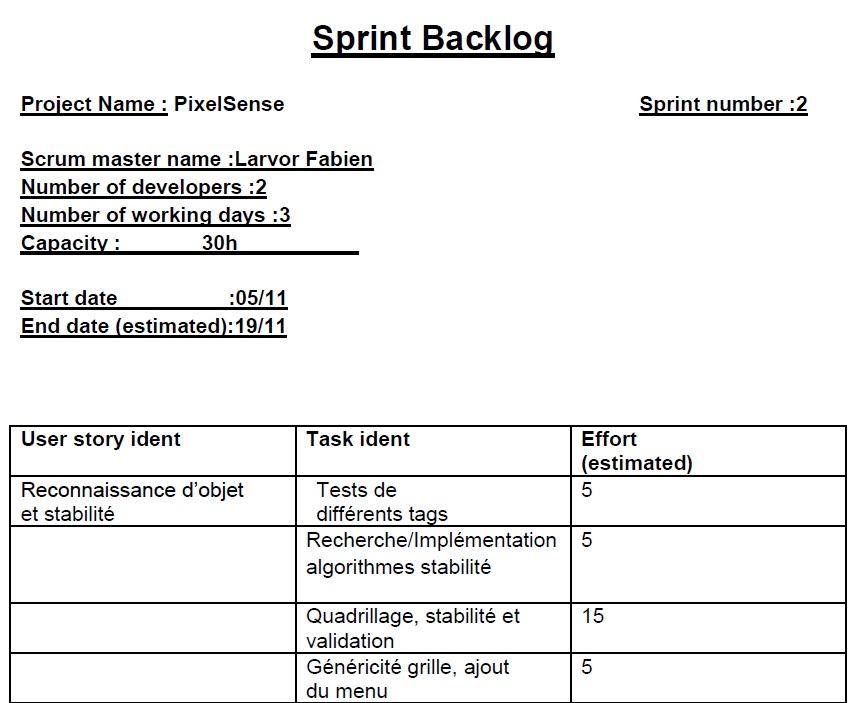 Sprint Backlog
Project Name : PixelSense
Sprint number :2
Scrum master name :Larvor Fabien
Number of developers :2
Number of working days :3
Capacity : 30h
Start date :05/11
End date (estimated):19/11
User story ident
Task ident
Effort
(estimated)
Reconnaissance d’objet
et stabilité
Tests de
différents tags
5
Recherche/Implémentation
algorithmes stabilité
5
Quadrillage, stabilité et
validation
15
Généricité grille, ajout
du menu
5